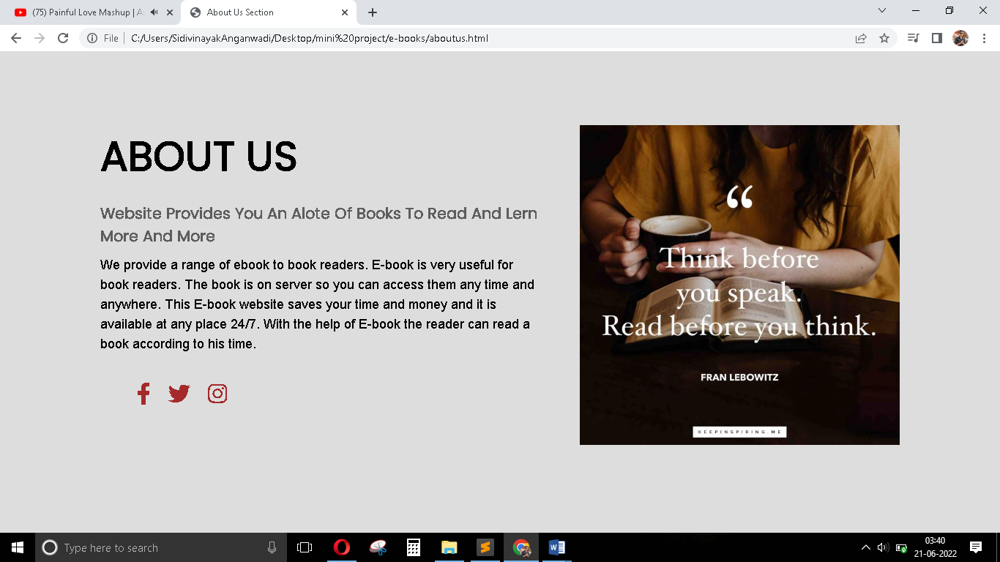 (75) Painful Love Mashup |
About Us Section
File
C:/Users/SidivinayakAnganwadi/Desktop/mini%20project/e-books/aboutus.html
ABOUT US
Website Provides You An Alote Of Books To Read And Lern
More And More
We provide a range of ebook to book readers. E-book is very useful for
book readers. The book is on server so you can access them any time and
anywhere. This E-book website saves your time and money and it is
available at any place 24/7. With the help of E-book the reader can read a
book according to his time.
“
Think before
you speak.
Read before you think.
FRAN LEBOWITZ
KEEPINSPIRING.ME
Type here to search
03:40
21-06-2022